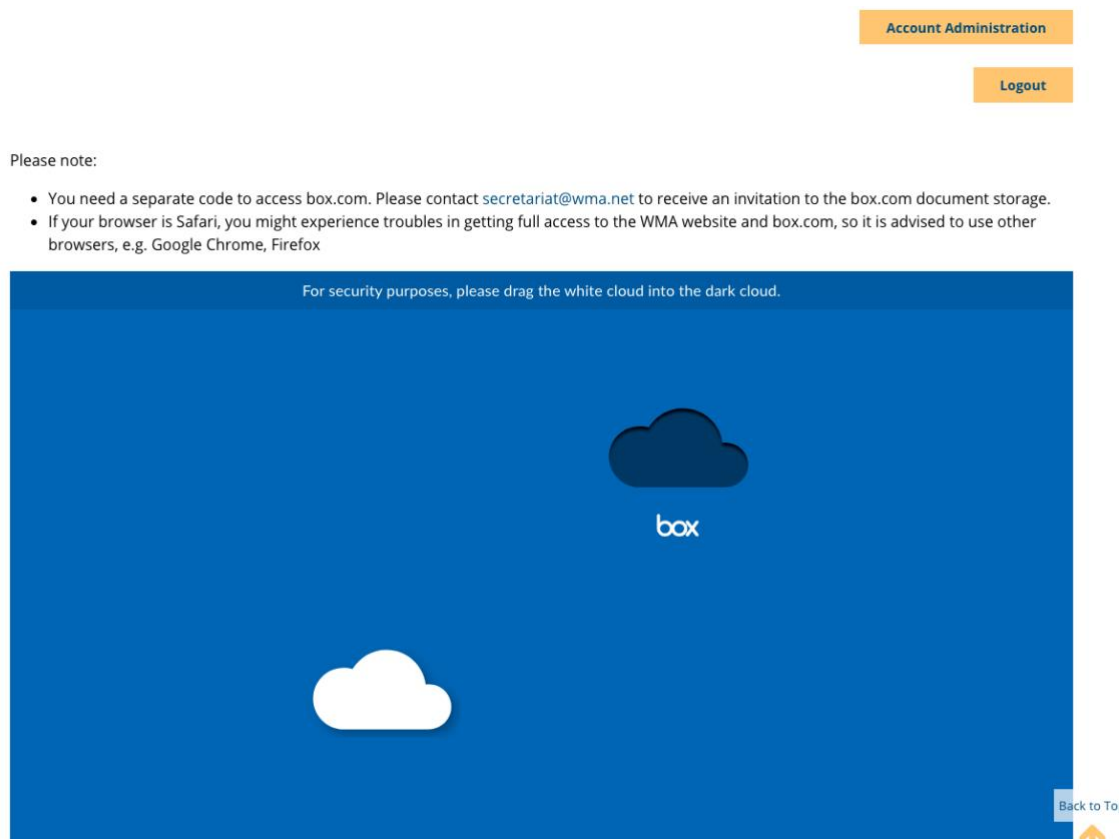 Account Administration
Logout
Please note:
• You need a separate code to access box.com. Please contact secretariat@wma.net to receive an invitation to the box.com document storage.
• If your browser is Safari, you might experience troubles in getting full access to the WMA website and box.com, so it is advised to use other
browsers, e.g. Google Chrome, Firefox
For security purposes, please drag the white cloud into the dark cloud.
box
Back to To